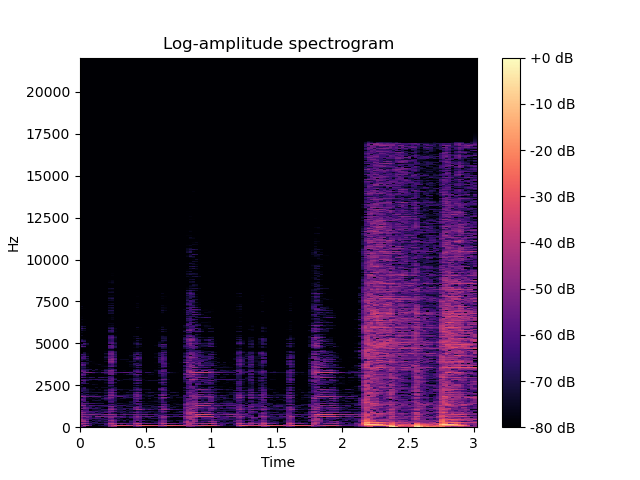 Log-amplitude spectrogram
Hz
20000
17500
15000
12500
10000
7500
5000
2500
0
0 0.5 1 1.5 2 2.5 3
Time
+0 dB
-10 dB
-20 dB
-30 dB
-40 dB
-50 dB
-60 dB
-70 dB
-80 dB